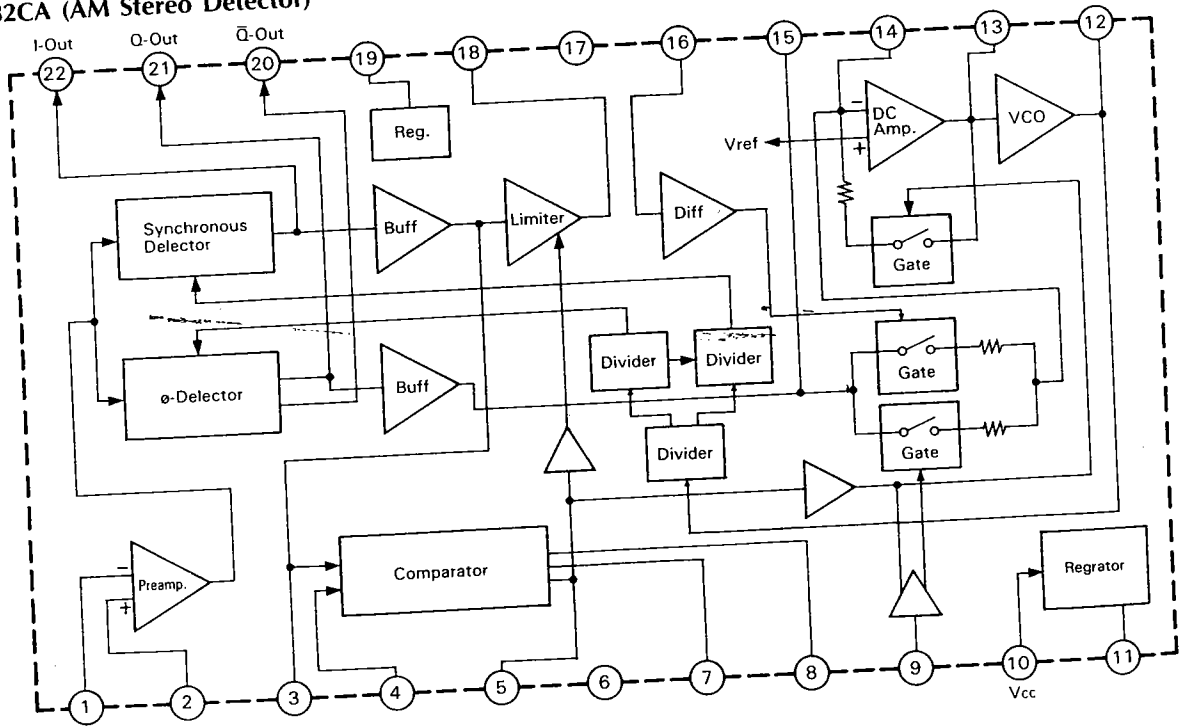 32CA (AM Stereo Detector)
I-Out
Q-Out
Q̄-Out
22
21
20
19
18
17
16
15
14
13
12
Reg.
Vref
−
DC
Amp.
+
VCO
Synchronous
Delector
Buff
Limiter
Diff
Gate
ø-Delector
Buff
Divider
Divider
Gate
Divider
Gate
−
Preamp.
+
Comparator
Regrator
1
2
3
4
5
6
7
8
9
10
11
Vcc